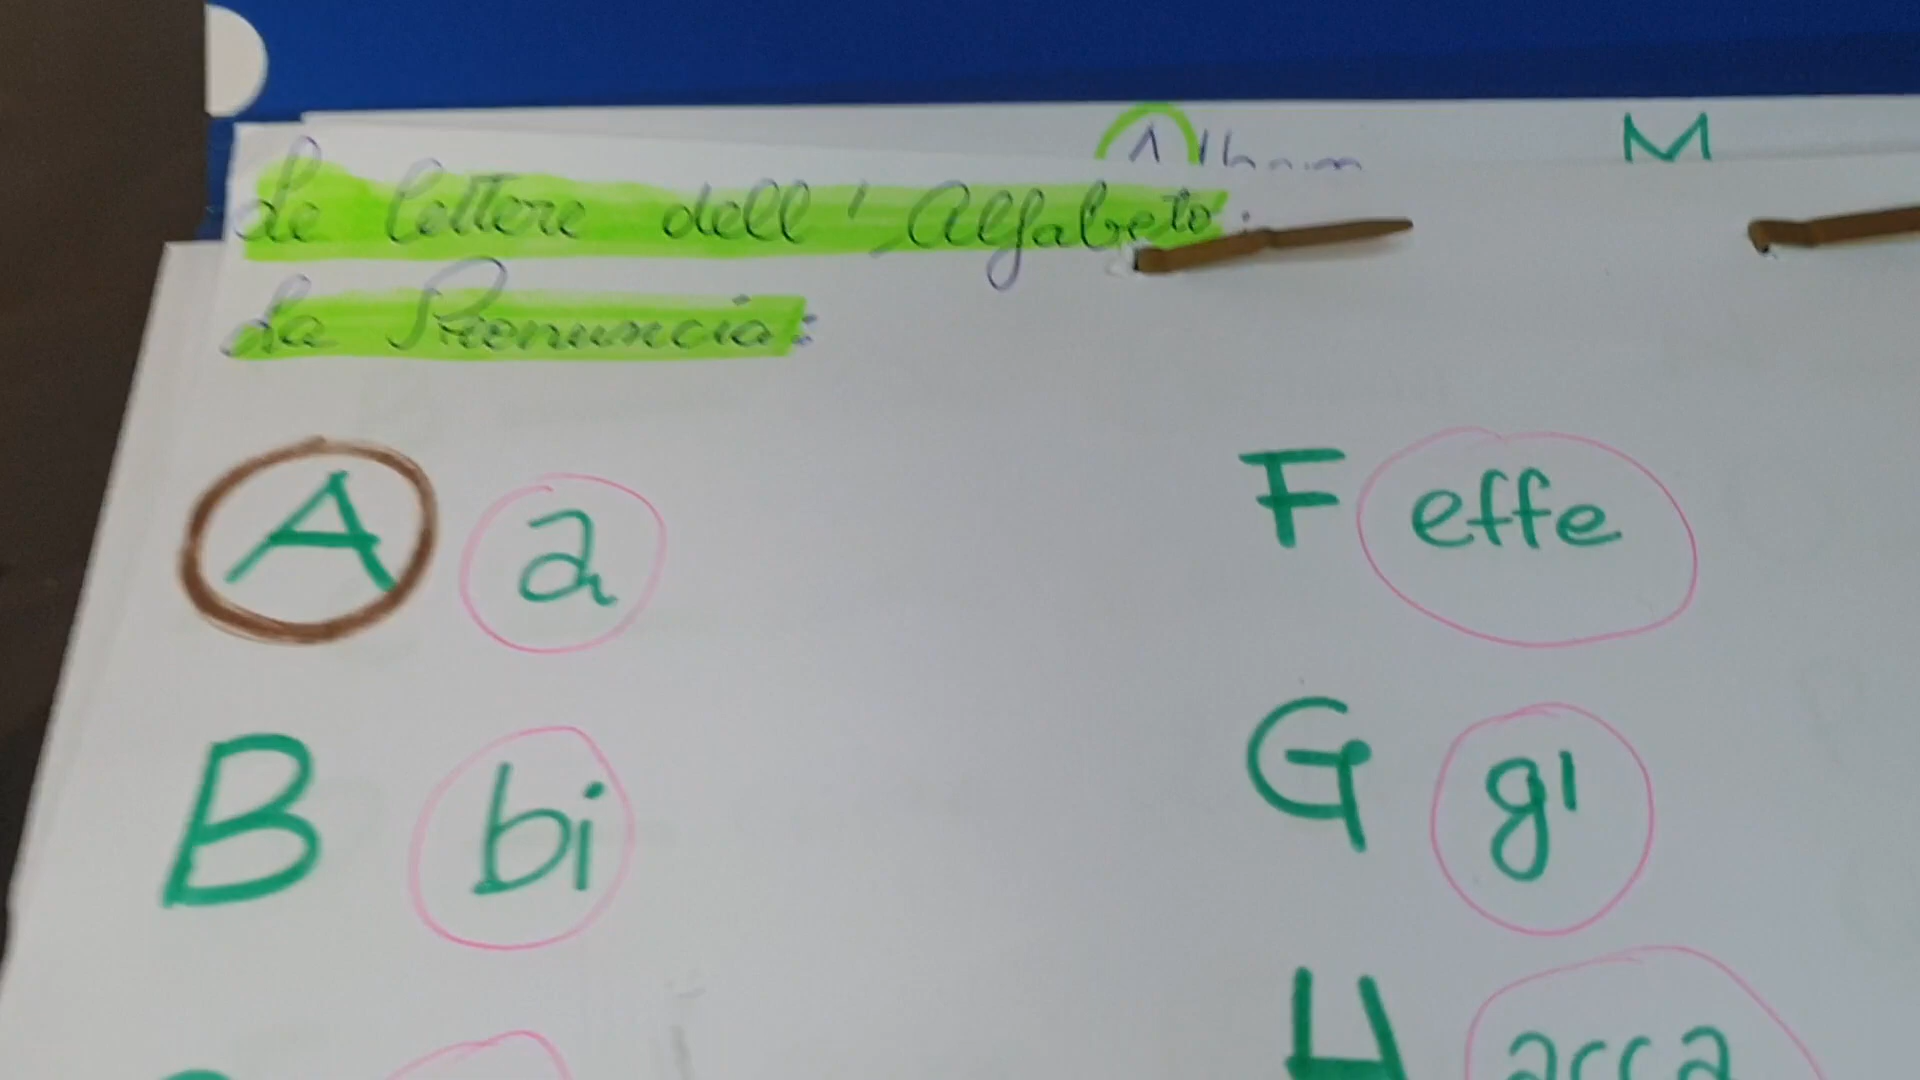 M
Le lettere dell'Alfabeto:
La Pronuncia:
A a
F effe
B bi
G gi
H acca